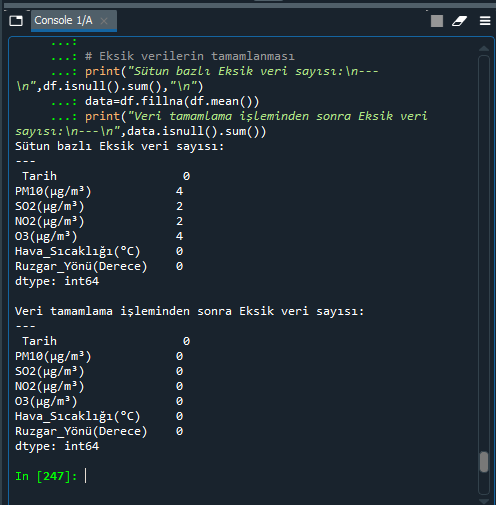 Console 1/A
...:
...: # Eksik verilerin tamamlanması
...: print("Sütun bazlı Eksik veri sayısı:\n---
\n",df.isnull().sum(),"\n")
...: data=df.fillna(df.mean())
...: print("Veri tamamlama işleminden sonra Eksik veri
sayısı:\n---\n",data.isnull().sum())
Sütun bazlı Eksik veri sayısı:
---
Tarih 0
PM10(µg/m³) 4
SO2(µg/m³) 2
NO2(µg/m³) 2
O3(µg/m³) 4
Hava_Sıcaklığı(°C) 0
Ruzgar_Yönü(Derece) 0
dtype: int64
Veri tamamlama işleminden sonra Eksik veri sayısı:
---
Tarih 0
PM10(µg/m³) 0
SO2(µg/m³) 0
NO2(µg/m³) 0
O3(µg/m³) 0
Hava_Sıcaklığı(°C) 0
Ruzgar_Yönü(Derece) 0
dtype: int64
In [247]: